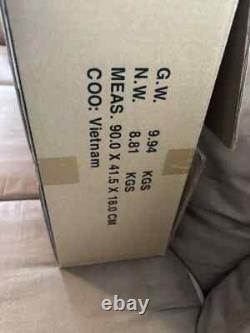 G.W. 9.94 KGS
N.W. 8.81 KGS
MEAS. 90.0 X 41.5 X 18.0 CM
COO: Vietnam